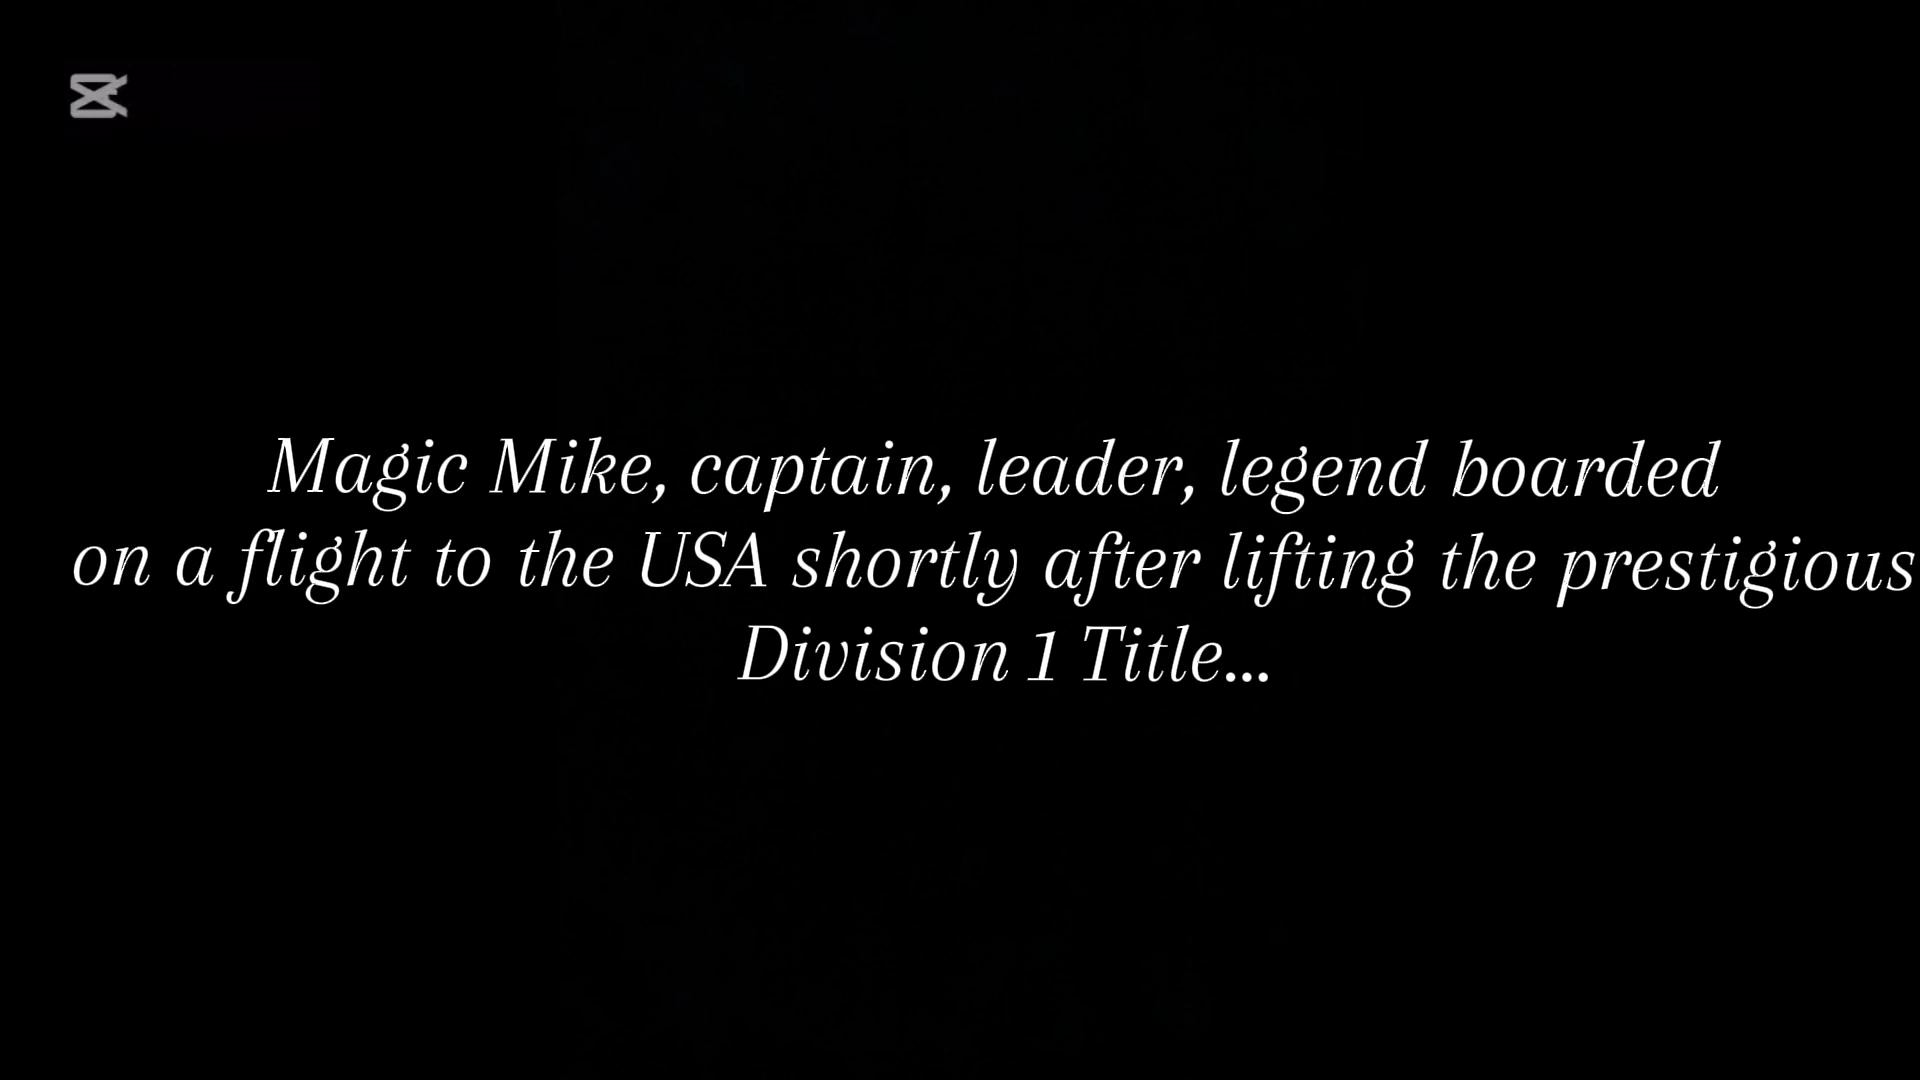 Magic Mike, captain, leader, legend boarded
on a flight to the USA shortly after lifting the prestigious
Division 1 Title...